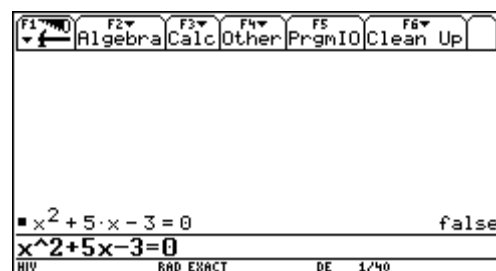 F1 F2 F3 F4 F5 F6
Algebra Calc Other PrgmIO Clean Up
x² + 5·x − 3 = 0 false
x^2+5x-3=0
RAD EXACT DE 1/40